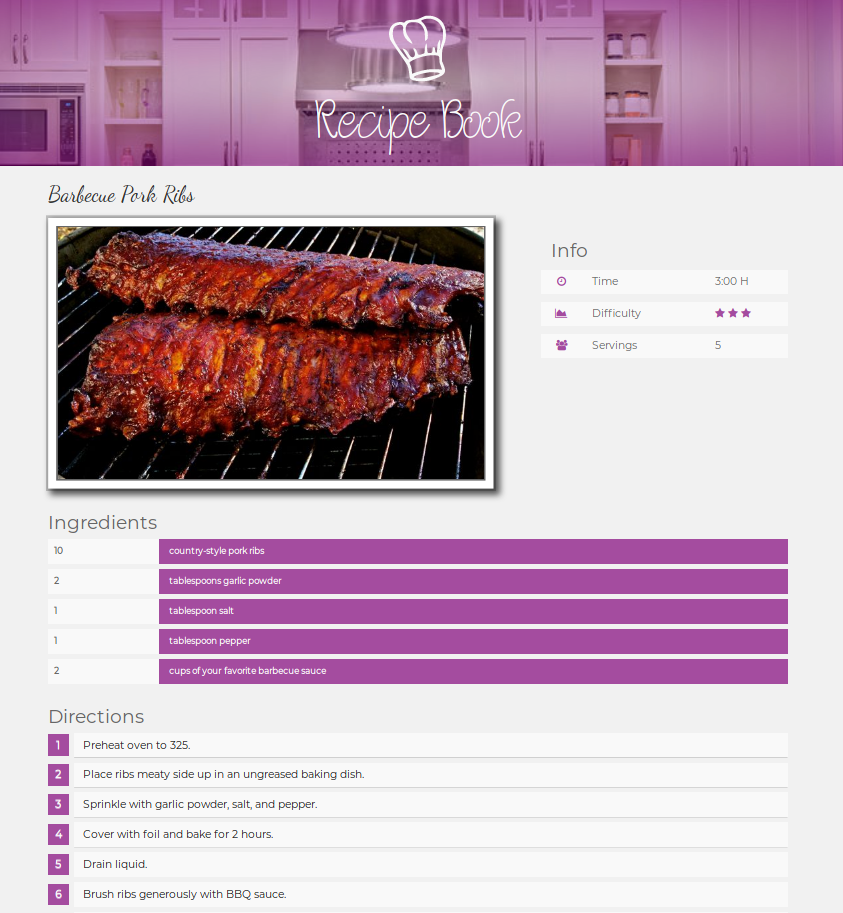 Recipe Book
Barbecue Pork Ribs
Info
Time 3:00 H
Difficulty
Servings 5
Ingredients
10 country-style pork ribs
2 tablespoons garlic powder
1 tablespoon salt
1 tablespoon pepper
2 cups of your favorite barbecue sauce
Directions
1 Preheat oven to 325.
2 Place ribs meaty side up in an ungreased baking dish.
3 Sprinkle with garlic powder, salt, and pepper.
4 Cover with foil and bake for 2 hours.
5 Drain liquid.
6 Brush ribs generously with BBQ sauce.